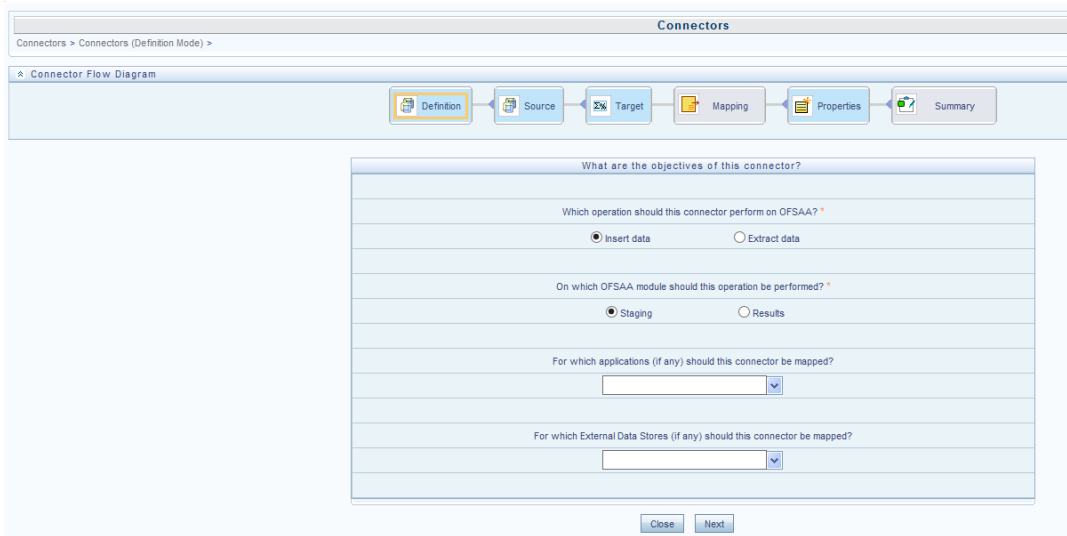 Connectors
Connectors > Connectors (Definition Mode) >
Connector Flow Diagram
Definition Source Σ% Target Mapping Properties Summary
What are the objectives of this connector?
Which operation should this connector perform on OFSAA? *
Insert data Extract data
On which OFSAA module should this operation be performed? *
Staging Results
For which applications (if any) should this connector be mapped?
For which External Data Stores (if any) should this connector be mapped?
Close Next